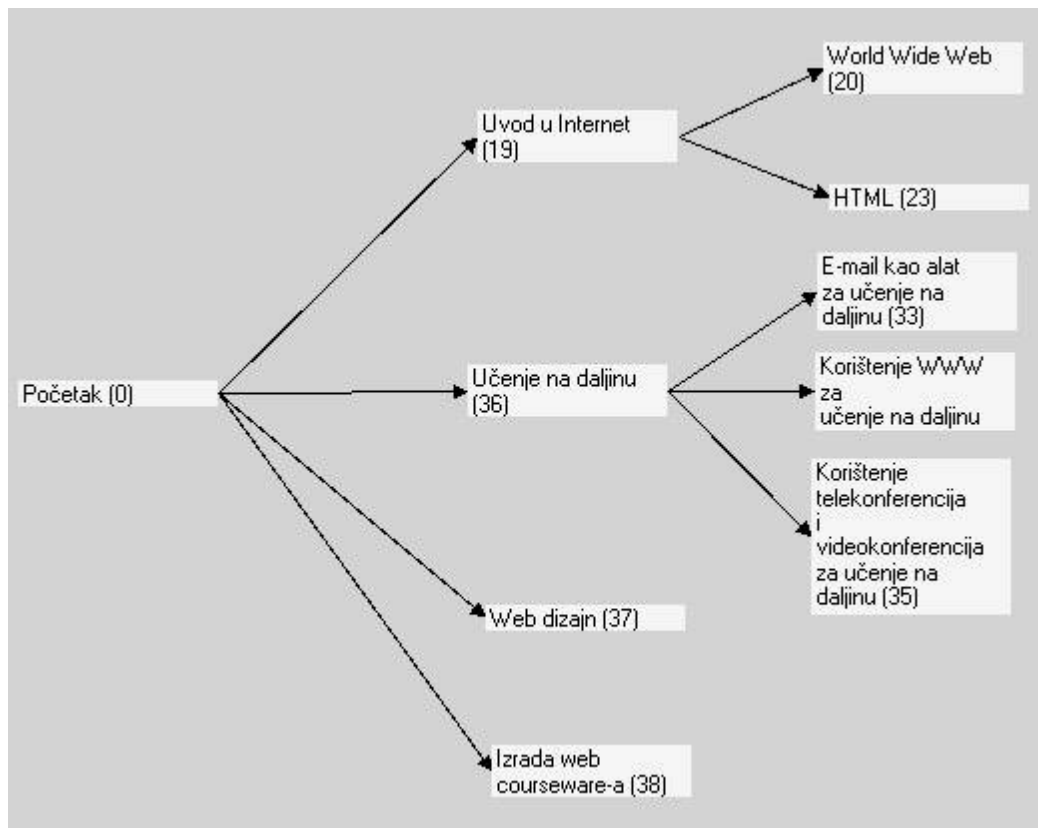 World Wide Web
(20)
Uvod u Internet
(19)
HTML (23)
E-mail kao alat
za učenje na
daljinu (33)
Početak (0)
Učenje na daljinu
(36)
Korištenje WWW
za
učenje na daljinu
Korištenje
telekonferencija
i
videokonferencija
za učenje na
daljinu (35)
Web dizajn (37)
Izrada web
courseware-a (38)